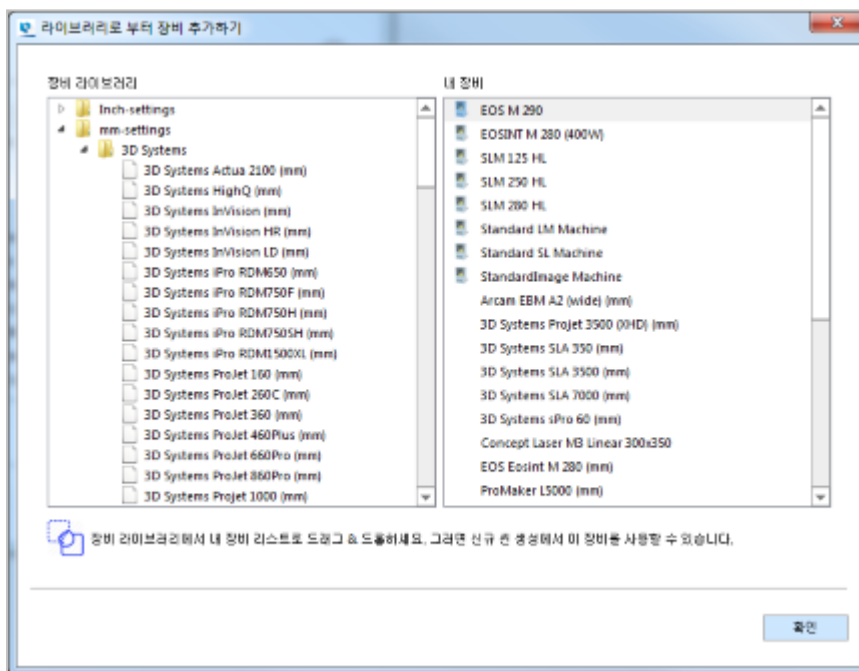 라이브러리로 부터 장비 추가하기
장비 라이브러리
Inch-settings
mm-settings
3D Systems
3D Systems Actua 2100 (mm)
3D Systems HighQ (mm)
3D Systems InVision (mm)
3D Systems InVision HR (mm)
3D Systems InVision LD (mm)
3D Systems iPro RDM650 (mm)
3D Systems iPro RDM750F (mm)
3D Systems iPro RDM750H (mm)
3D Systems iPro RDM750SH (mm)
3D Systems iPro RDM1500XL (mm)
3D Systems ProJet 160 (mm)
3D Systems ProJet 260C (mm)
3D Systems ProJet 360 (mm)
3D Systems ProJet 460Plus (mm)
3D Systems ProJet 660Pro (mm)
3D Systems ProJet 860Pro (mm)
3D Systems Projet 1000 (mm)
내 장비
EOS M 290
EOSINT M 280 (400W)
SLM 125 HL
SLM 250 HL
SLM 280 HL
Standard LM Machine
Standard SL Machine
StandardImage Machine
Arcam EBM A2 (wide) (mm)
3D Systems Projet 3500 (XHD) (mm)
3D Systems SLA 350 (mm)
3D Systems SLA 3500 (mm)
3D Systems SLA 7000 (mm)
3D Systems sPro 60 (mm)
Concept Laser M3 Linear 300x350
EOS Eosint M 280 (mm)
ProMaker L5000 (mm)
장비 라이브러리에서 내 장비 리스트로 드래그 & 드롭하세요. 그러면 신규 씬 생성에서 이 장비를 사용할 수 있습니다.
확인